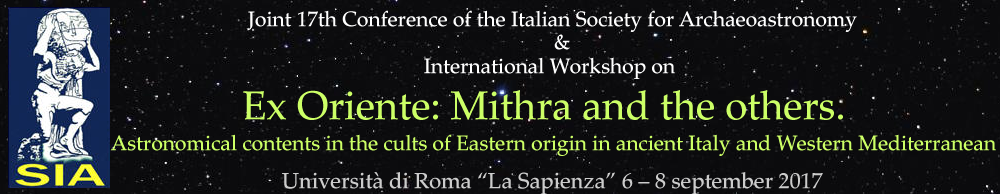 Joint 17th Conference of the Italian Society for Archaeoastronomy
&
International Workshop on
Ex Oriente: Mithra and the others.
Astronomical contents in the cults of Eastern origin in ancient Italy and Western Mediterranean
Università di Roma “La Sapienza” 6 – 8 september 2017
SIA